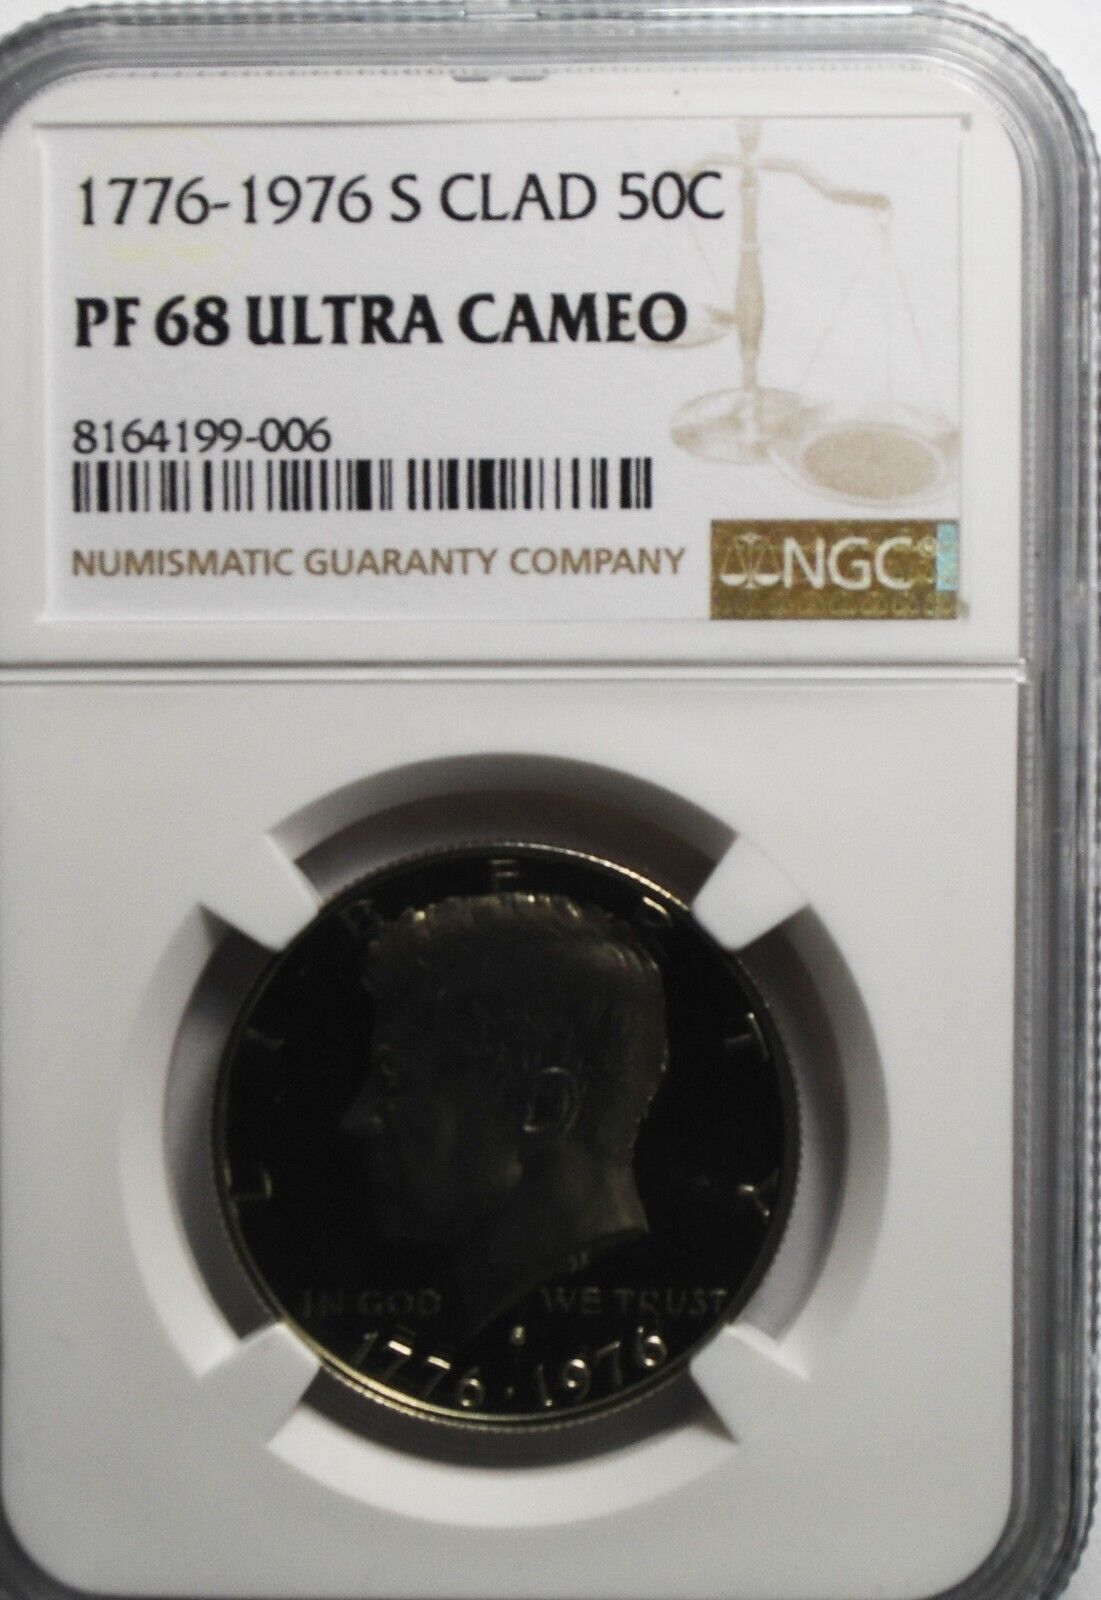 1776-1976 S CLAD 50C
PF 68 ULTRA CAMEO
8164199-006
NUMISMATIC GUARANTY COMPANY
NGC
LIBERTY
IN GOD WE TRUST
S
1776·1976